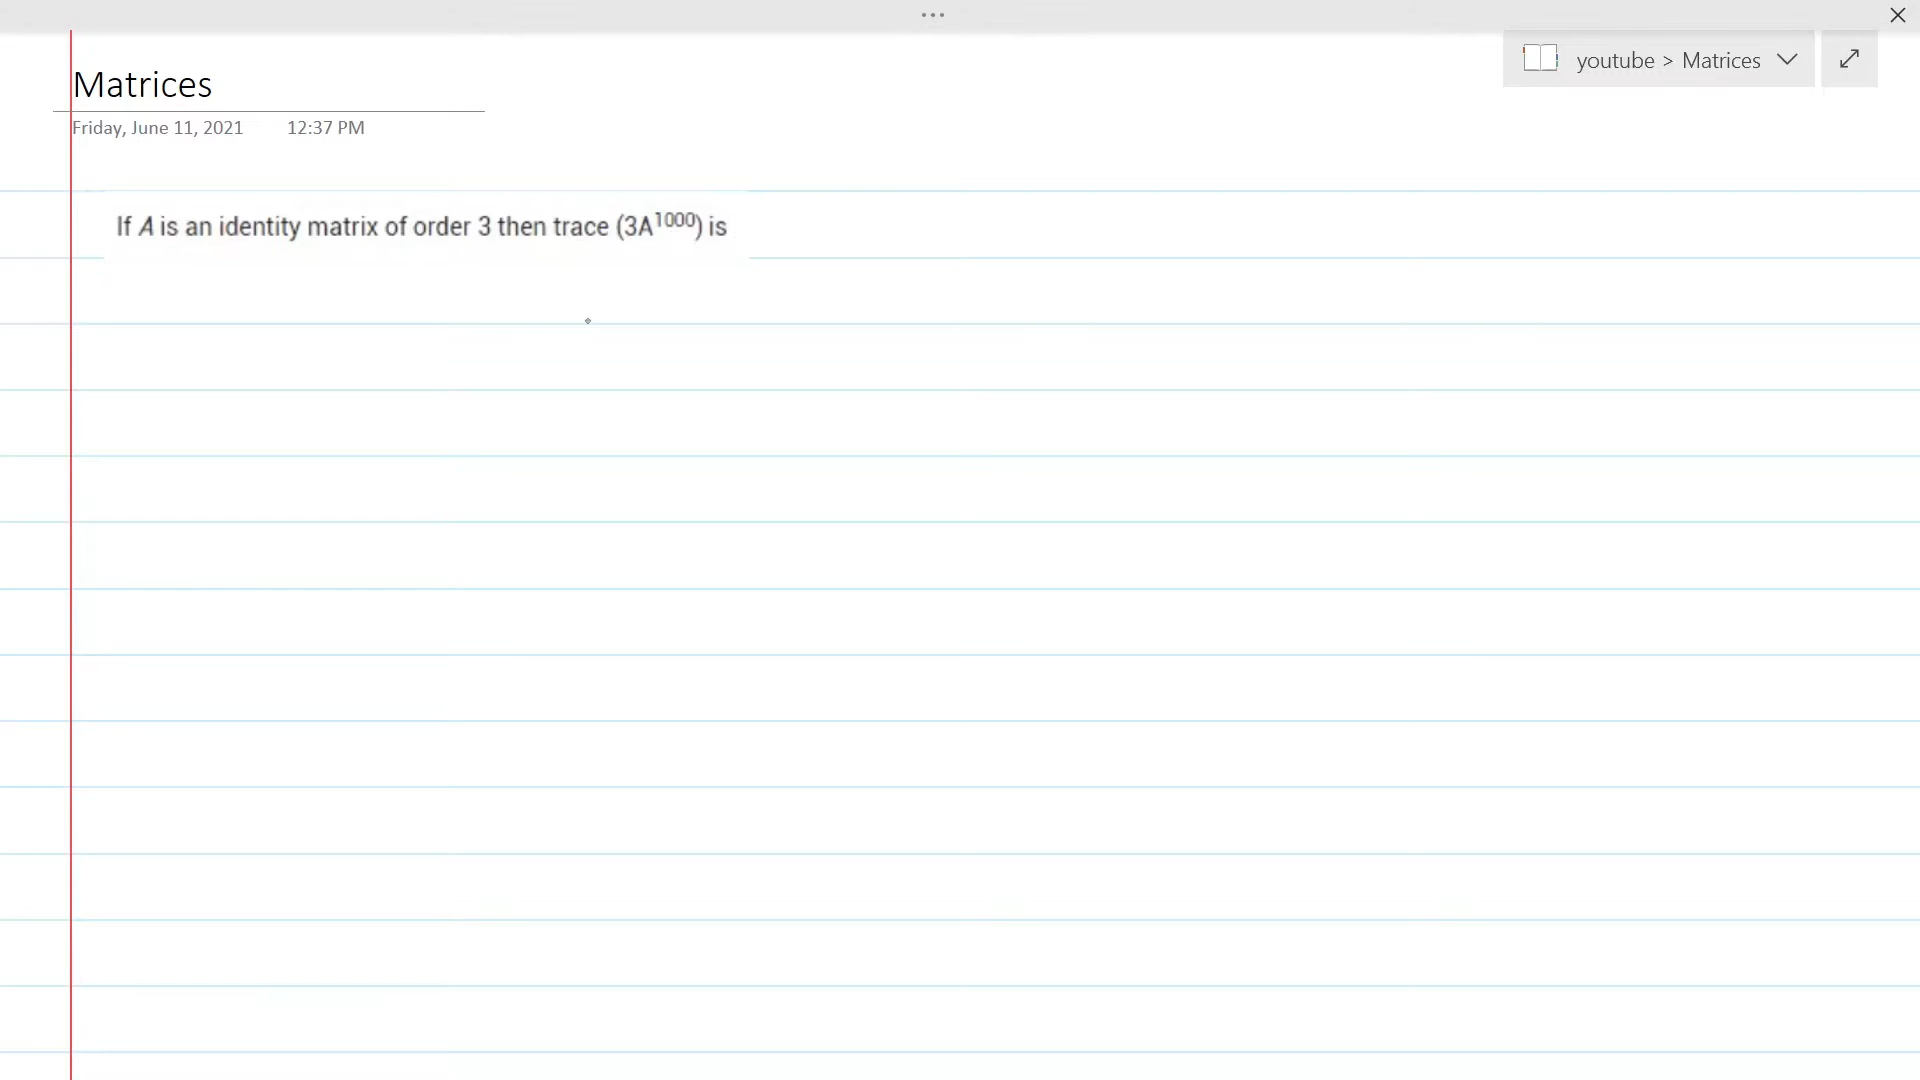 youtube > Matrices
Matrices
Friday, June 11, 2021 12:37 PM
If A is an identity matrix of order 3 then trace (3A¹⁰⁰⁰) is